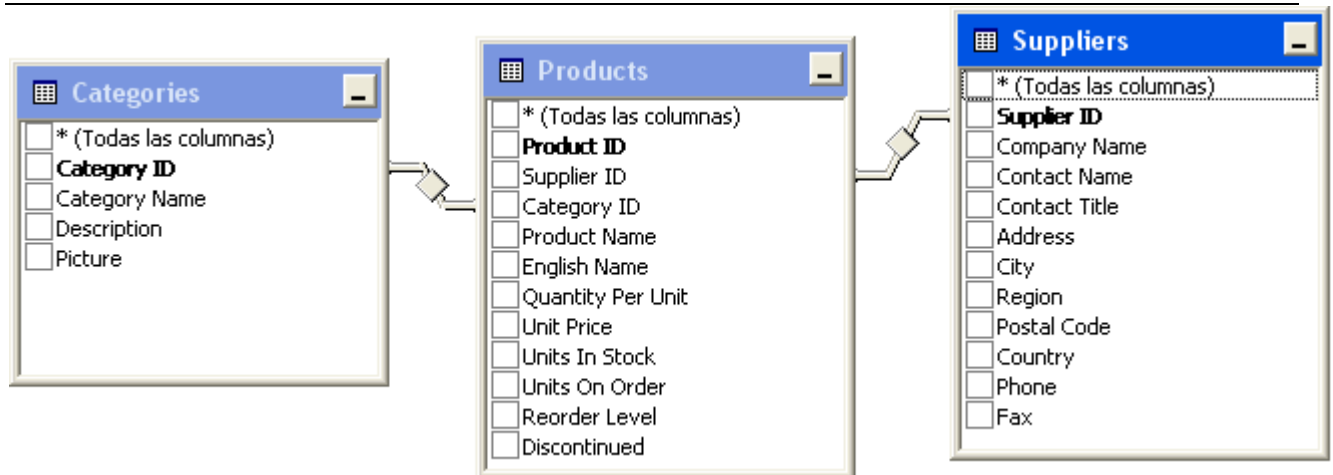 Categories
* (Todas las columnas)
Category ID
Category Name
Description
Picture
Products
* (Todas las columnas)
Product ID
Supplier ID
Category ID
Product Name
English Name
Quantity Per Unit
Unit Price
Units In Stock
Units On Order
Reorder Level
Discontinued
Suppliers
* (Todas las columnas)
Supplier ID
Company Name
Contact Name
Contact Title
Address
City
Region
Postal Code
Country
Phone
Fax